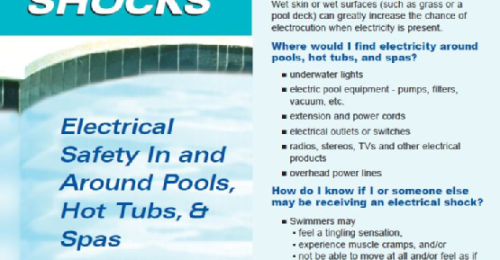 SHOCKS
Electrical
Safety In and
Around Pools,
Hot Tubs, &
Spas
Wet skin or wet surfaces (such as grass or a
pool deck) can greatly increase the chance of
electrocution when electricity is present.
Where would I find electricity around
pools, hot tubs, and spas?
■ underwater lights
■ electric pool equipment - pumps, filters,
vacuum, etc.
■ extension and power cords
■ electrical outlets or switches
■ radios, stereos, TVs and other electrical
products
■ overhead power lines
How do I know if I or someone else
may be receiving an electrical shock?
■ Swimmers may
• feel a tingling sensation,
• experience muscle cramps, and/or
• not be able to move at all and/or feel as if